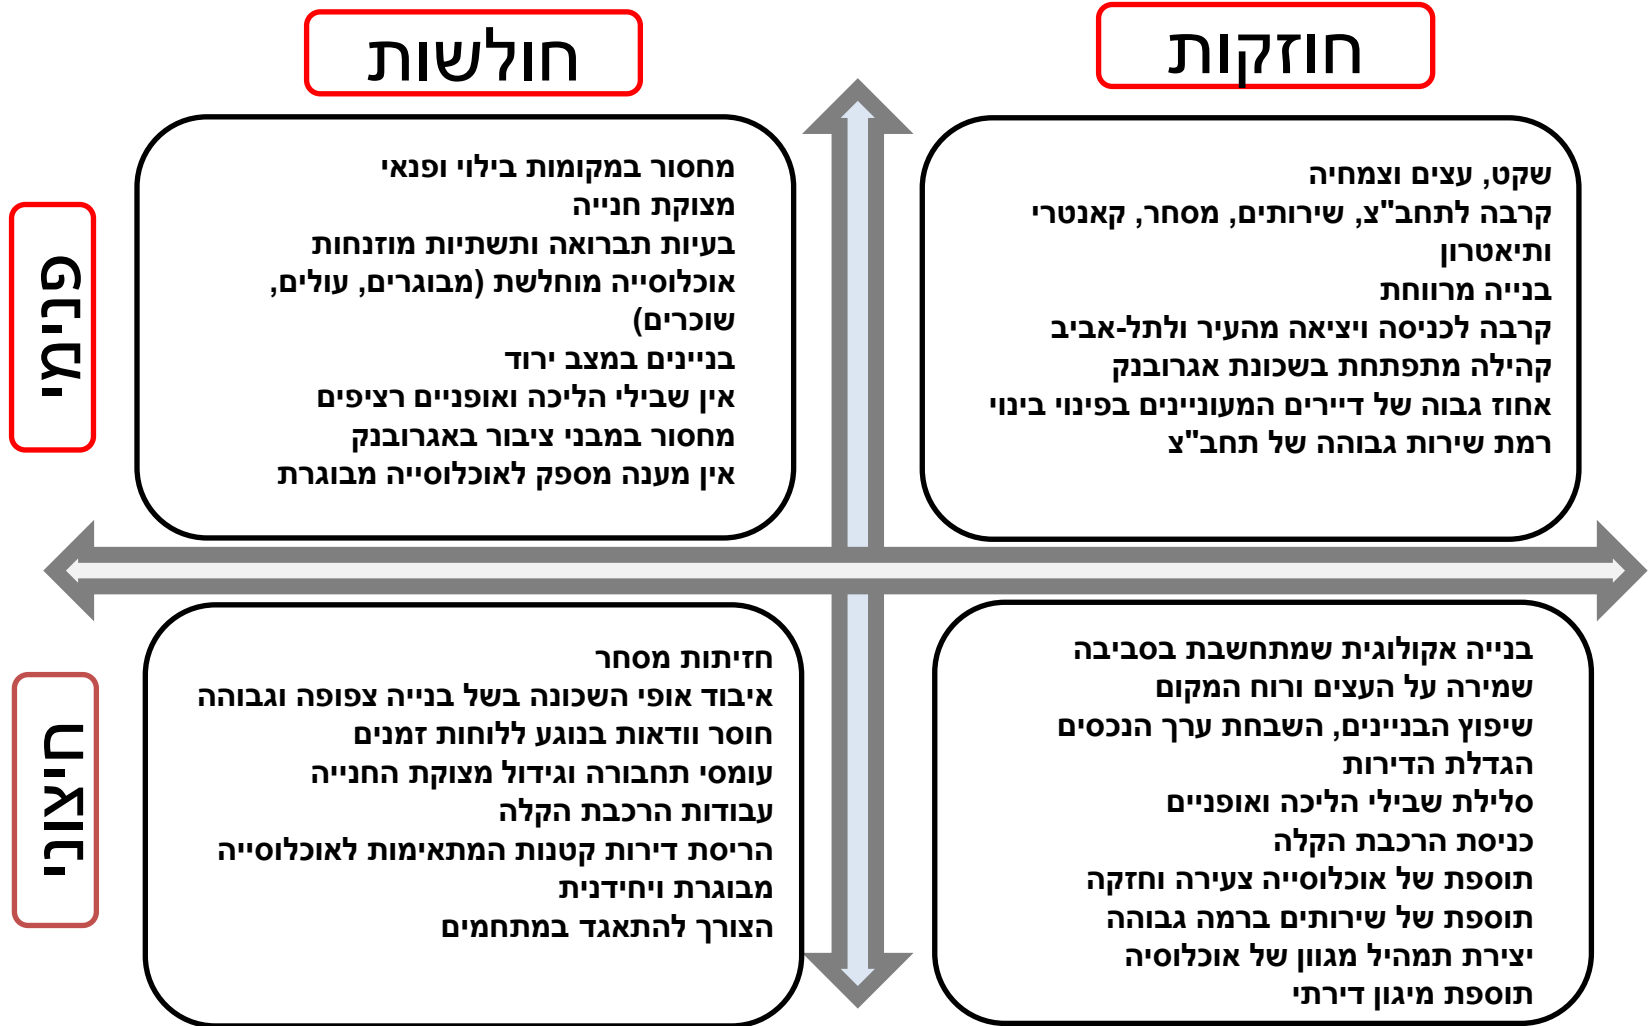 חוזקות
חולשות
פנימי
שקט, עצים וצמחיה
קרבה לתחב"צ, שירותים, מסחר, קאנטרי
ותיאטרון
בנייה מרווחת
קרבה לכניסה ויציאה מהעיר ולתל-אביב
קהילה מתפתחת בשכונת אגרובנק
אחוז גבוה של דיירים המעוניינים בפינוי בינוי
רמת שירות גבוהה של תחב"צ
מחסור במקומות בילוי ופנאי
מצוקת חנייה
בעיות תברואה ותשתיות מוזנחות
אוכלוסייה מוחלשת (מבוגרים, עולים,
שוכרים)
בניינים במצב ירוד
אין שבילי הליכה ואופניים רציפים
מחסור במבני ציבור באגרובנק
אין מענה מספק לאוכלוסייה מבוגרת
חיצוני
בנייה אקולוגית שמתחשבת בסביבה
שמירה על העצים ורוח המקום
שיפוץ הבניינים, השבחת ערך הנכסים
הגדלת הדירות
סלילת שבילי הליכה ואופניים
כניסת הרכבת הקלה
תוספת של אוכלוסייה צעירה וחזקה
תוספת של שירותים ברמה גבוהה
יצירת תמהיל מגוון של אוכלוסיה
תוספת מיגון דירתי
חזיתות מסחר
איבוד אופי השכונה בשל בנייה צפופה וגבוהה
חוסר וודאות בנוגע ללוחות זמנים
עומסי תחבורה וגידול מצוקת החנייה
עבודות הרכבת הקלה
הריסת דירות קטנות המתאימות לאוכלוסייה
מבוגרת ויחידנית
הצורך להתאגד במתחמים